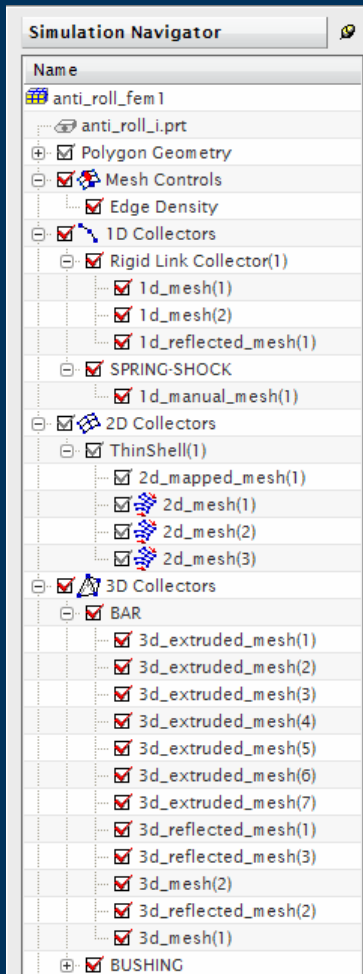 Simulation Navigator
Name
anti_roll_fem1
anti_roll_i.prt
Polygon Geometry
Mesh Controls
Edge Density
1D Collectors
Rigid Link Collector(1)
1d_mesh(1)
1d_mesh(2)
1d_reflected_mesh(1)
SPRING-SHOCK
1d_manual_mesh(1)
2D Collectors
ThinShell(1)
2d_mapped_mesh(1)
2d_mesh(1)
2d_mesh(2)
2d_mesh(3)
3D Collectors
BAR
3d_extruded_mesh(1)
3d_extruded_mesh(2)
3d_extruded_mesh(3)
3d_extruded_mesh(4)
3d_extruded_mesh(5)
3d_extruded_mesh(6)
3d_extruded_mesh(7)
3d_reflected_mesh(1)
3d_reflected_mesh(3)
3d_mesh(2)
3d_reflected_mesh(2)
3d_mesh(1)
BUSHING